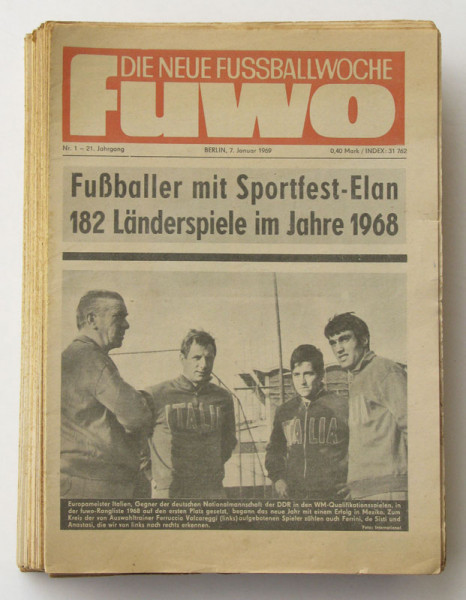 DIE NEUE FUSSBALLWOCHE
fuwo
Nr. 1 – 21. Jahrgang BERLIN, 7. Januar 1969 0,40 Mark / INDEX: 31 762
Fußballer mit Sportfest-Elan
182 Länderspiele im Jahre 1968
ITALIA
ITALIA
ITALIA
Europameister Italien, Gegner der deutschen Nationalmannschaft der DDR in den WM-Qualifikationsspielen, in
der fuwo-Rangliste 1968 auf den ersten Platz gesetzt, begann das neue Jahr mit einem Erfolg in Mexiko. Zum
Kreis der von Auswahltrainer Ferruccio Valcareggi (links) aufgebotenen Spieler zählen auch Ferrini, de Sisti und
Anastasi, die wir von links nach rechts erkennen. Foto: International